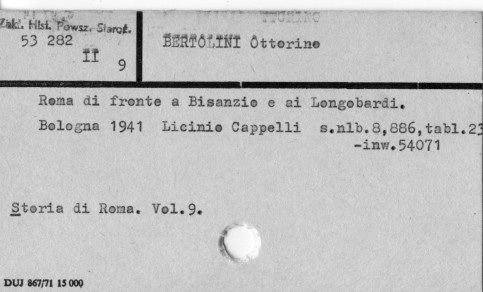 Zakł. Hist. Powsz. Staroż.
53 282
II
9
BERTOLINI Ottorino
Roma di fronte a Bisanzio e ai Longobardi.
Bologna 1941 Licinio Cappelli s.nlb.8,886,tabl.23
-inw.54071
Storia di Roma. Vol.9.
DUJ 867/71 15 000